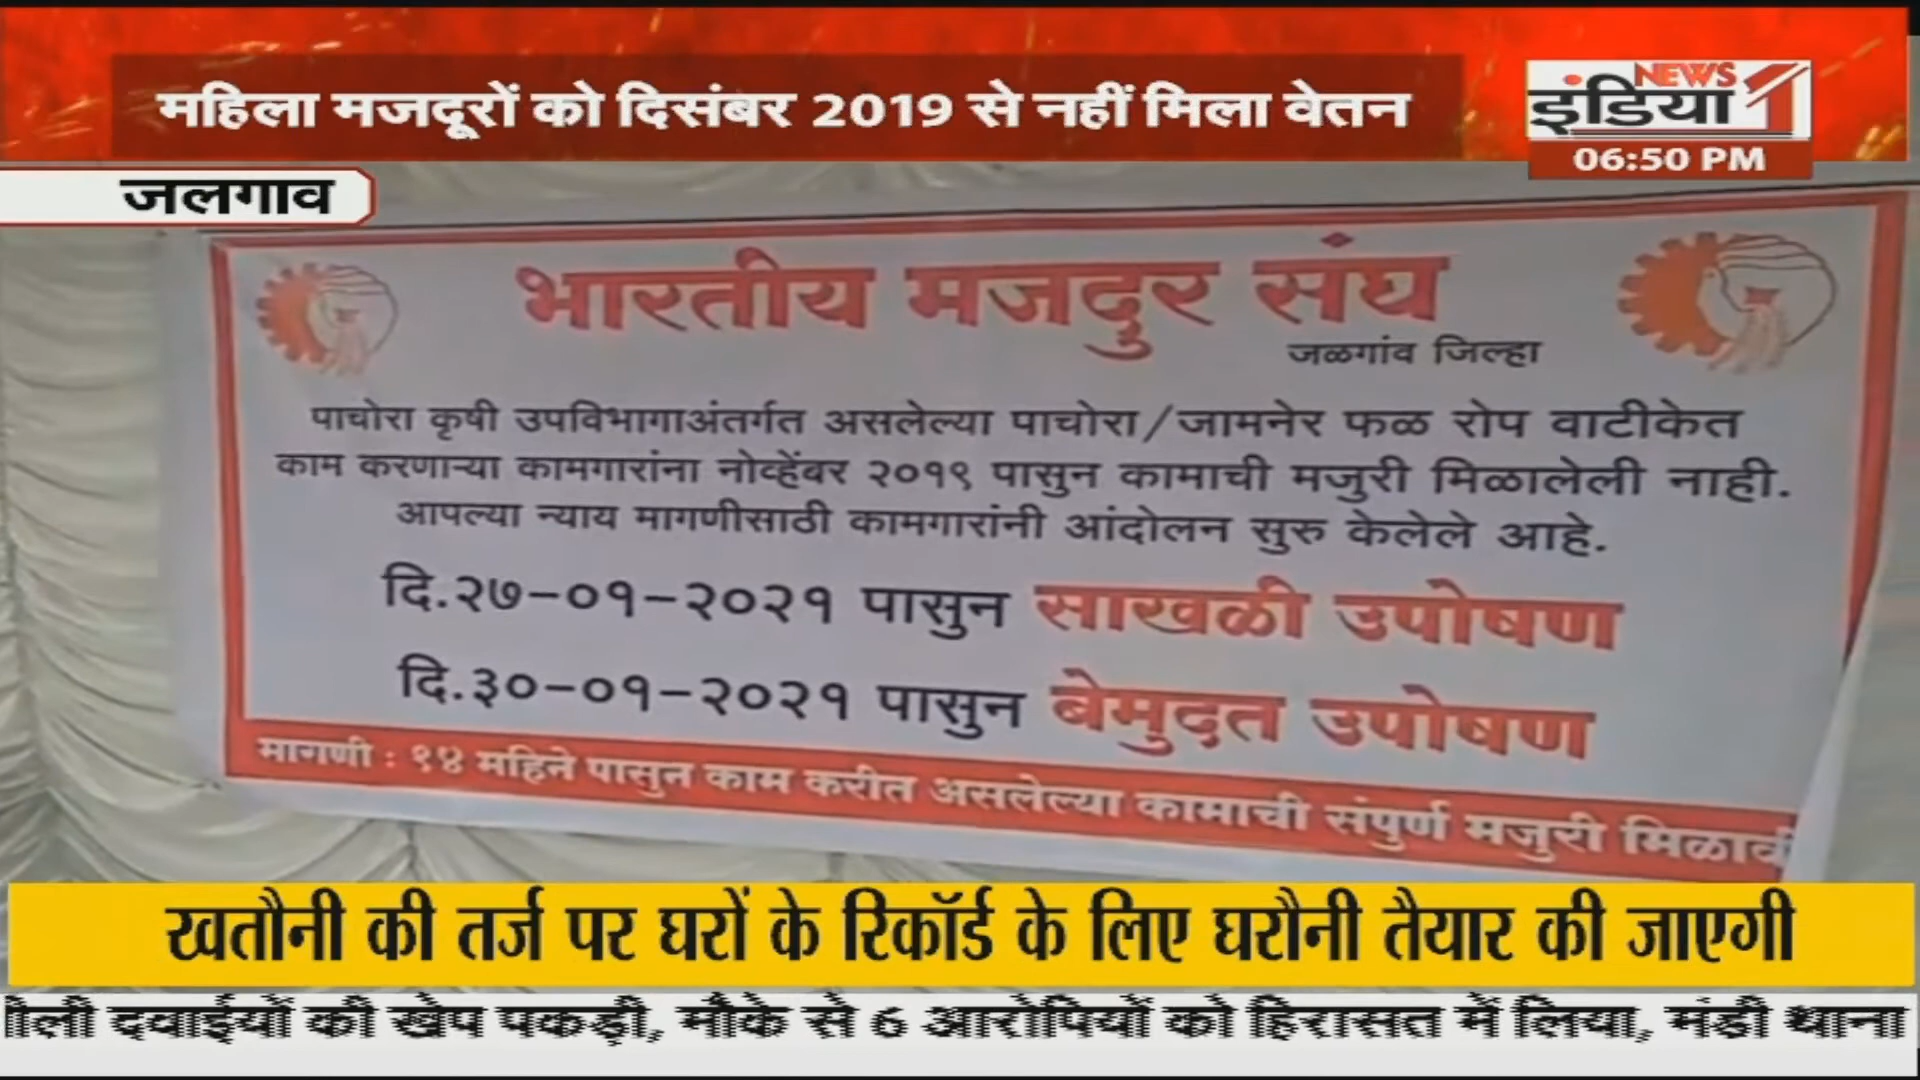 महिला मजदूरों को दिसंबर 2019 से नहीं मिला वेतन
NEWS
इंडिया 1
06:50 PM
जलगाव
भारतीय मजदुर संघ
जळगांव जिल्हा
पाचोरा कृषी उपविभागाअंतर्गत असलेल्या पाचोरा/जामनेर फळ रोप वाटीकेत
काम करणाऱ्या कामगारांना नोव्हेंबर २०१९ पासुन कामाची मजुरी मिळालेली नाही.
आपल्या न्याय मागणीसाठी कामगारांनी आंदोलन सुरु केलेले आहे.
दि.२७-०१-२०२१ पासुन साखळी उपोषण
दि.३०-०१-२०२१ पासुन बेमुदत उपोषण
मागणी : १४ महिने पासुन काम करीत असलेल्या कामाची संपुर्ण मजुरी मिळावी
खतौनी की तर्ज पर घरों के रिकॉर्ड के लिए घरौनी तैयार की जाएगी
दवाईयों की खेप पकड़ी, मौके से 6 आरोपियों को हिरासत में लिया, मंडी थाना